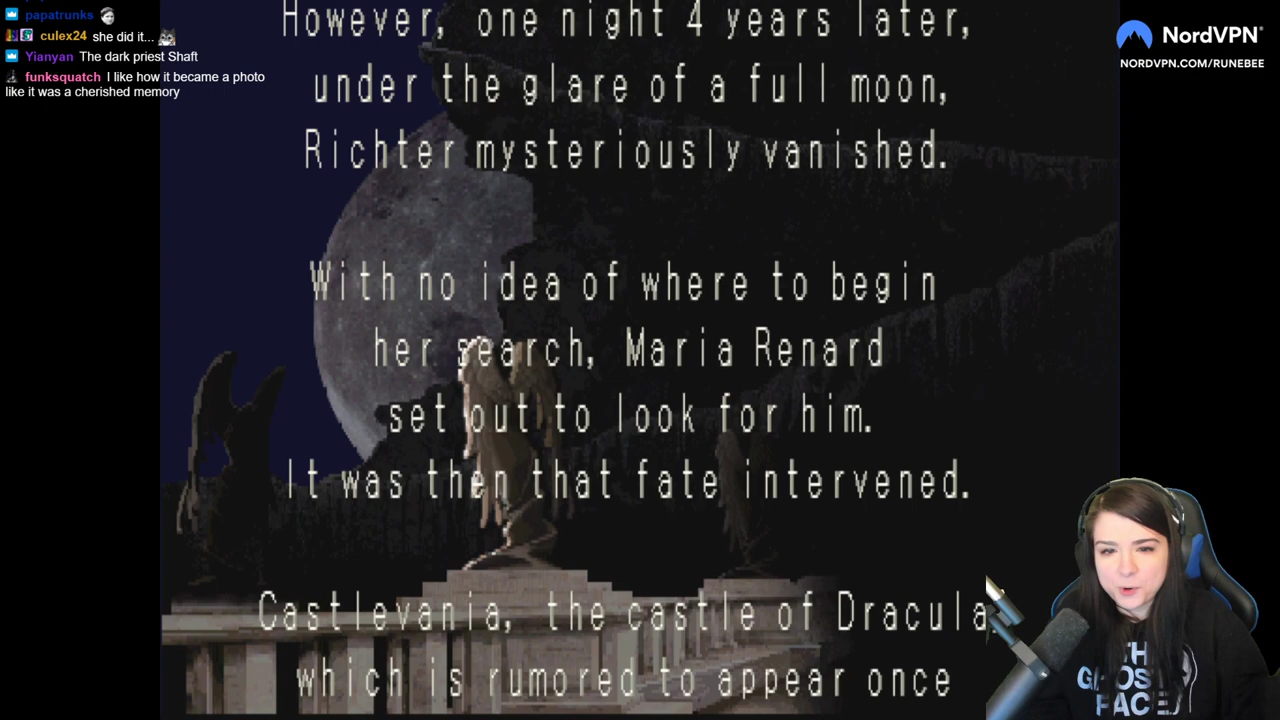 papatrunks
culex24 she did it...
Yianyan The dark priest Shaft
funksquatch I like how it became a photo
like it was a cherished memory
However, one night 4 years later,
under the glare of a full moon,
Richter mysteriously vanished.
With no idea of where to begin
her search, Maria Renard
set out to look for him.
It was then that fate intervened.
Castlevania, the castle of Dracula
which is rumored to appear once
NordVPN®
NORDVPN.COM/RUNEBEE
GHOST
FACE